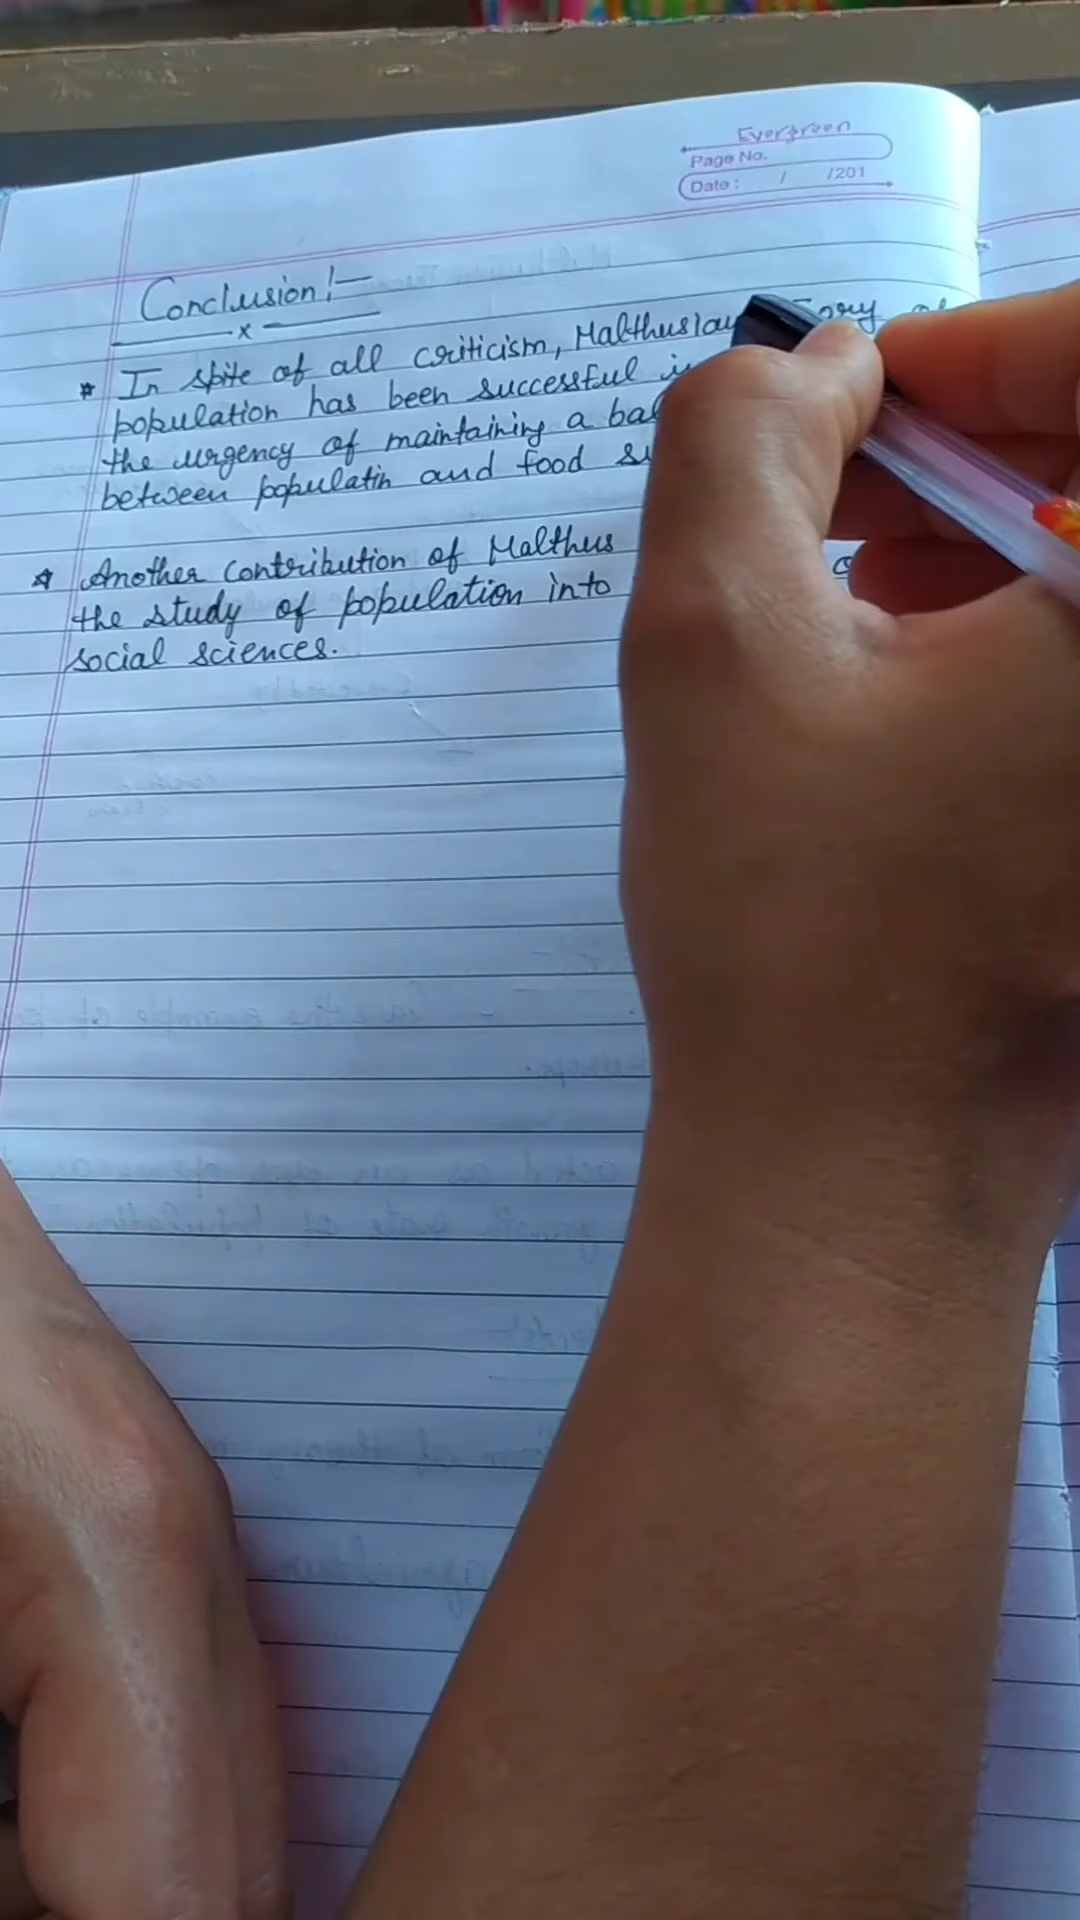 Evergreen
Page No.
Date : / /201
Conclusion!-
In spite of all criticism, Malthusian
population has been successful
the urgency of maintaining a
between populatin and food
Another contribution of Malthus
the study of population into
social sciences.